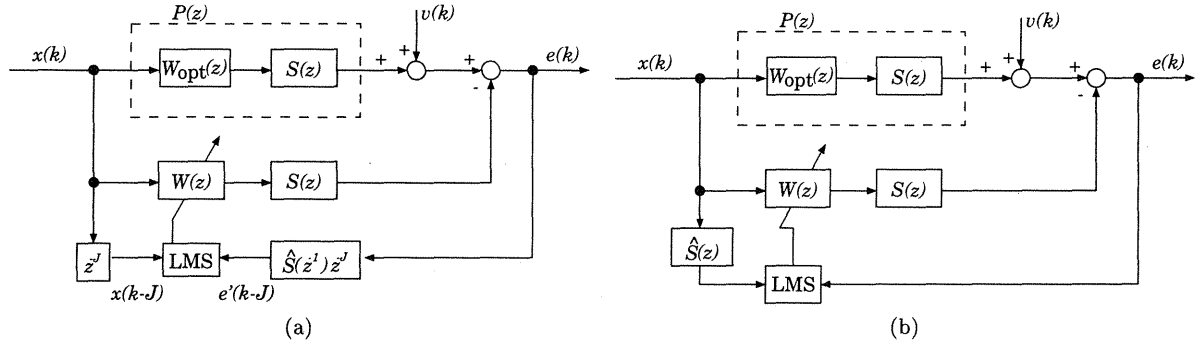 P(z)
v(k)
x(k)
Wopt(z)
S(z)
+
+
+
-
e(k)
W(z)
S(z)
z-J
LMS
Ŝ(z-1)z-J
x(k-J)
e'(k-J)
(a)
P(z)
v(k)
x(k)
Wopt(z)
S(z)
+
+
+
-
e(k)
W(z)
S(z)
Ŝ(z)
LMS
(b)